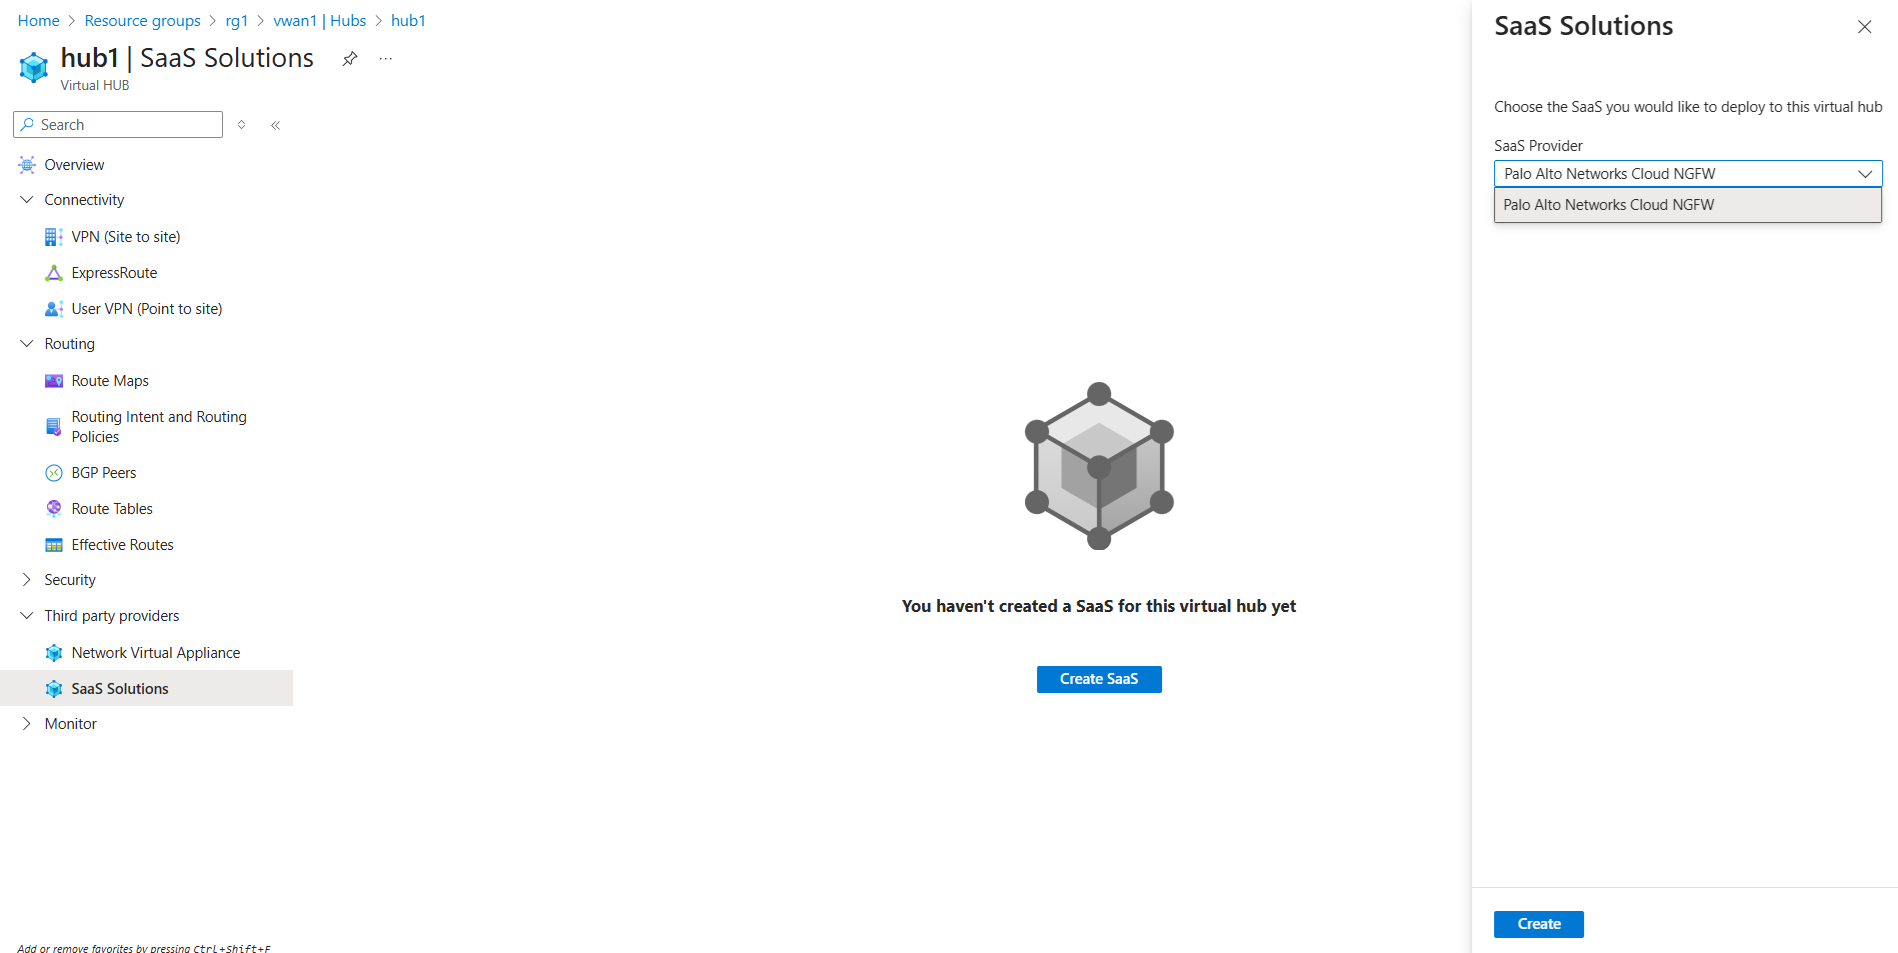 Home > Resource groups > rg1 > vwan1 | Hubs > hub1
hub1 | SaaS Solutions
Virtual HUB
Search
Overview
Connectivity
VPN (Site to site)
ExpressRoute
User VPN (Point to site)
Routing
Route Maps
Routing Intent and Routing
Policies
BGP Peers
Route Tables
Effective Routes
Security
Third party providers
Network Virtual Appliance
SaaS Solutions
Monitor
Add or remove favorites by pressing Ctrl+Shift+F
You haven't created a SaaS for this virtual hub yet
Create SaaS
SaaS Solutions
Choose the SaaS you would like to deploy to this virtual hub
SaaS Provider
Palo Alto Networks Cloud NGFW
Palo Alto Networks Cloud NGFW
Create